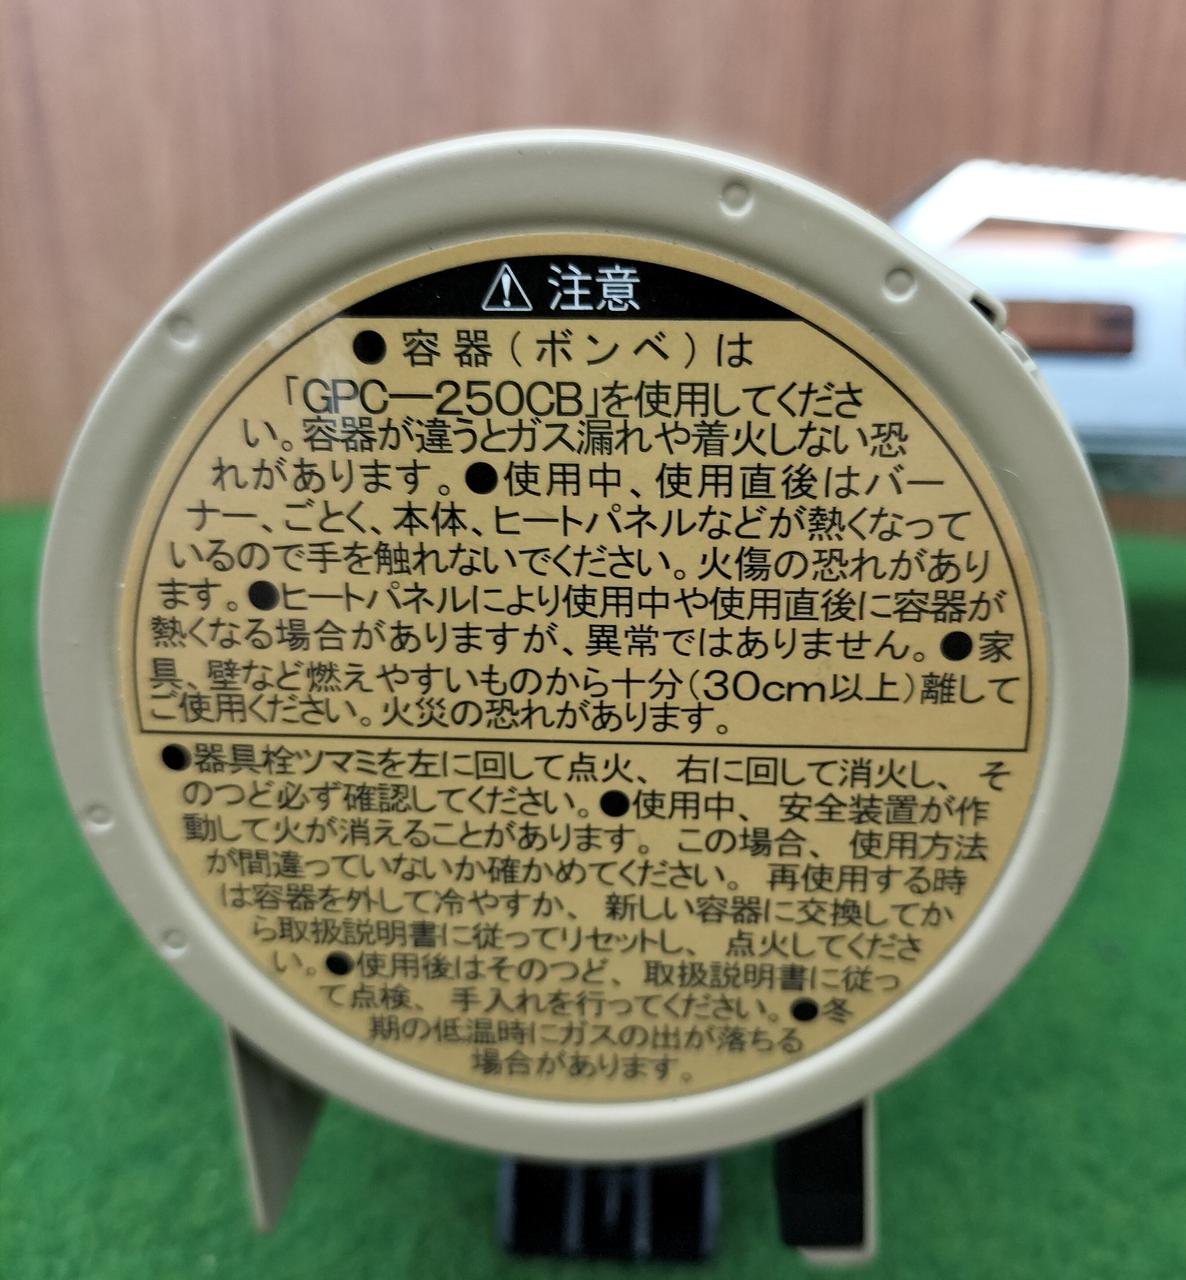 注意
●容器(ボンベ)は
「GPC−250CB」を使用してくださ
い。容器が違うとガス漏れや着火しない恐
れがあります。●使用中、使用直後はバー
ナー、ごとく、本体、ヒートパネルなどが熱くなって
いるので手を触れないでください。火傷の恐れがあり
ます。●ヒートパネルにより使用中や使用直後に容器が
熱くなる場合がありますが、異常ではありません。●家
具、壁など燃えやすいものから十分(30cm以上)離して
ご使用ください。火災の恐れがあります。
●器具栓ツマミを左に回して点火、右に回して消火し、そ
のつど必ず確認してください。●使用中、安全装置が作
動して火が消えることがあります。この場合、使用方法
が間違っていないか確かめてください。再使用する時
は容器を外して冷やすか、新しい容器に交換してか
ら取扱説明書に従ってリセットし、点火してくださ
い。●使用後はそのつど、取扱説明書に従っ
て点検、手入れを行ってください。●冬
期の低温時にガスの出が落ちる
場合があります。